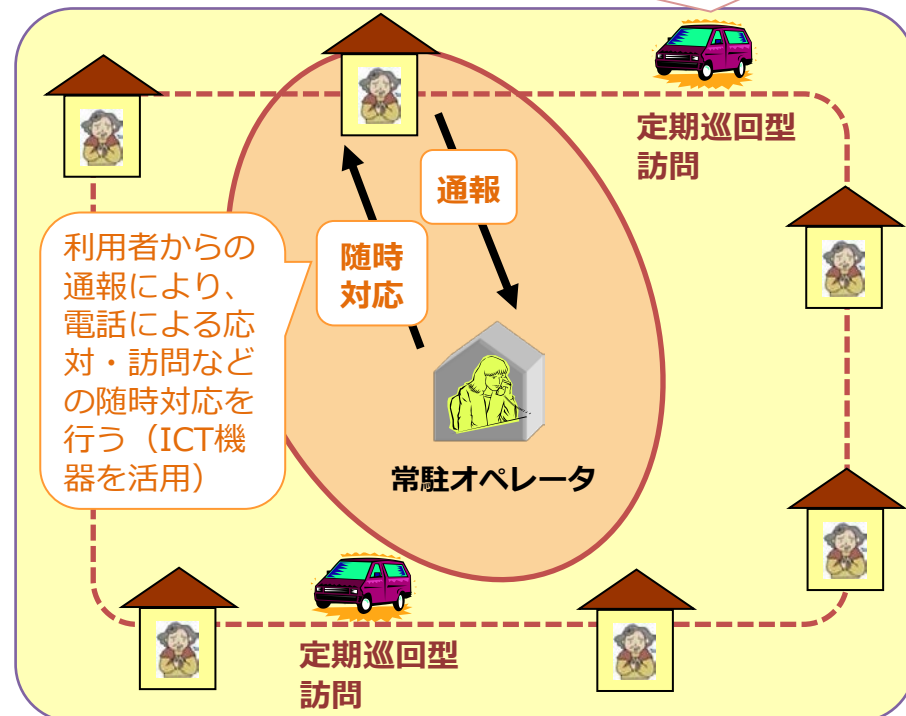 定期巡回型
訪問
通報
随時
対応
利用者からの
通報により、
電話による応
対・訪問など
の随時対応を
行う（ICT機
器を活用）
常駐オペレータ
定期巡回型
訪問